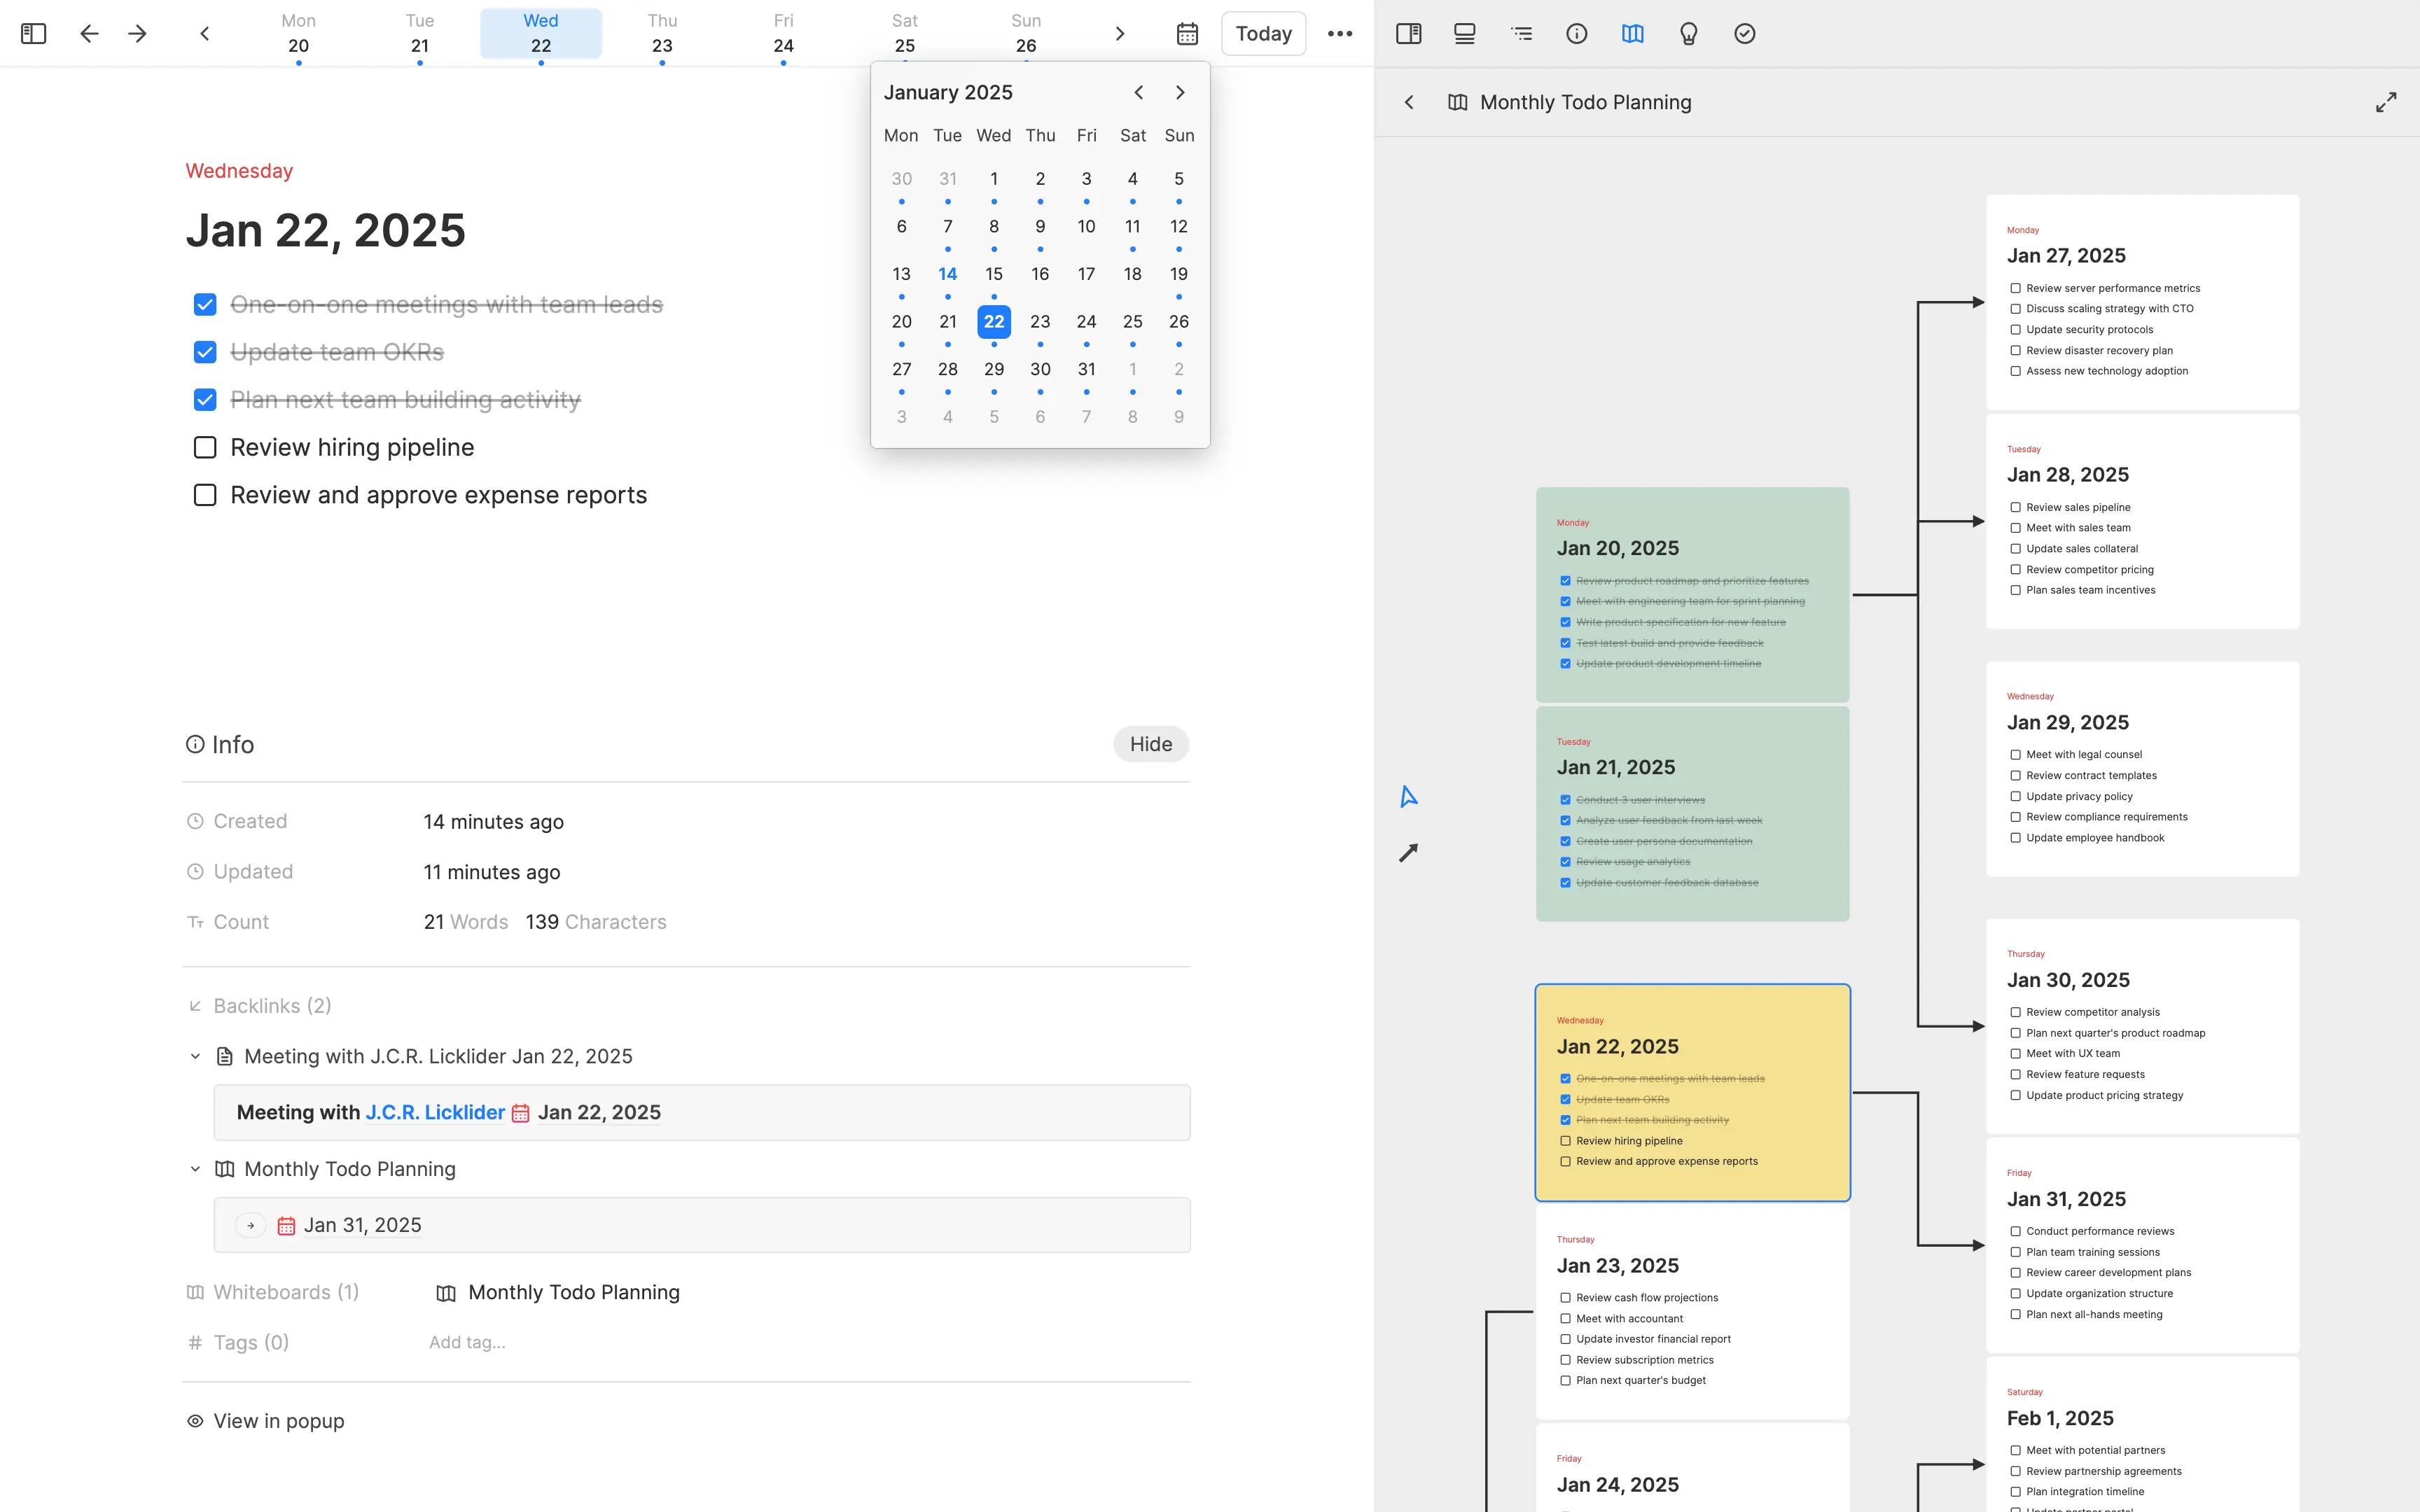 Mon Tue Wed Thu Fri Sat Sun
20 21 22 23 24 25 26
Today
January 2025
Mon Tue Wed Thu Fri Sat Sun
30 31 1 2 3 4 5
6 7 8 9 10 11 12
13 14 15 16 17 18 19
20 21 22 23 24 25 26
27 28 29 30 31 1 2
3 4 5 6 7 8 9
Wednesday
Jan 22, 2025
One-on-one meetings with team leads
Update team OKRs
Plan next team building activity
Review hiring pipeline
Review and approve expense reports
Info
Hide
Created 14 minutes ago
Updated 11 minutes ago
Count 21 Words 139 Characters
Backlinks (2)
Meeting with J.C.R. Licklider Jan 22, 2025
Meeting with J.C.R. Licklider Jan 22, 2025
Monthly Todo Planning
Jan 31, 2025
Whiteboards (1) Monthly Todo Planning
Tags (0) Add tag...
View in popup
Monthly Todo Planning
Monday
Jan 20, 2025
Review product roadmap and prioritize features
Meet with engineering team for sprint planning
Write product specification for new feature
Test latest build and provide feedback
Update product development timeline
Tuesday
Jan 21, 2025
Conduct 3 user interviews
Analyze user feedback from last week
Create user persona documentation
Review usage analytics
Update customer feedback database
Wednesday
Jan 22, 2025
One-on-one meetings with team leads
Update team OKRs
Plan next team building activity
Review hiring pipeline
Review and approve expense reports
Thursday
Jan 23, 2025
Review cash flow projections
Meet with accountant
Update investor financial report
Review subscription metrics
Plan next quarter's budget
Friday
Jan 24, 2025
Monday
Jan 27, 2025
Review server performance metrics
Discuss scaling strategy with CTO
Update security protocols
Review disaster recovery plan
Assess new technology adoption
Tuesday
Jan 28, 2025
Review sales pipeline
Meet with sales team
Update sales collateral
Review competitor pricing
Plan sales team incentives
Wednesday
Jan 29, 2025
Meet with legal counsel
Review contract templates
Update privacy policy
Review compliance requirements
Update employee handbook
Thursday
Jan 30, 2025
Review competitor analysis
Plan next quarter's product roadmap
Meet with UX team
Review feature requests
Update product pricing strategy
Friday
Jan 31, 2025
Conduct performance reviews
Plan team training sessions
Review career development plans
Update organization structure
Plan next all-hands meeting
Saturday
Feb 1, 2025
Meet with potential partners
Review partnership agreements
Plan integration timeline